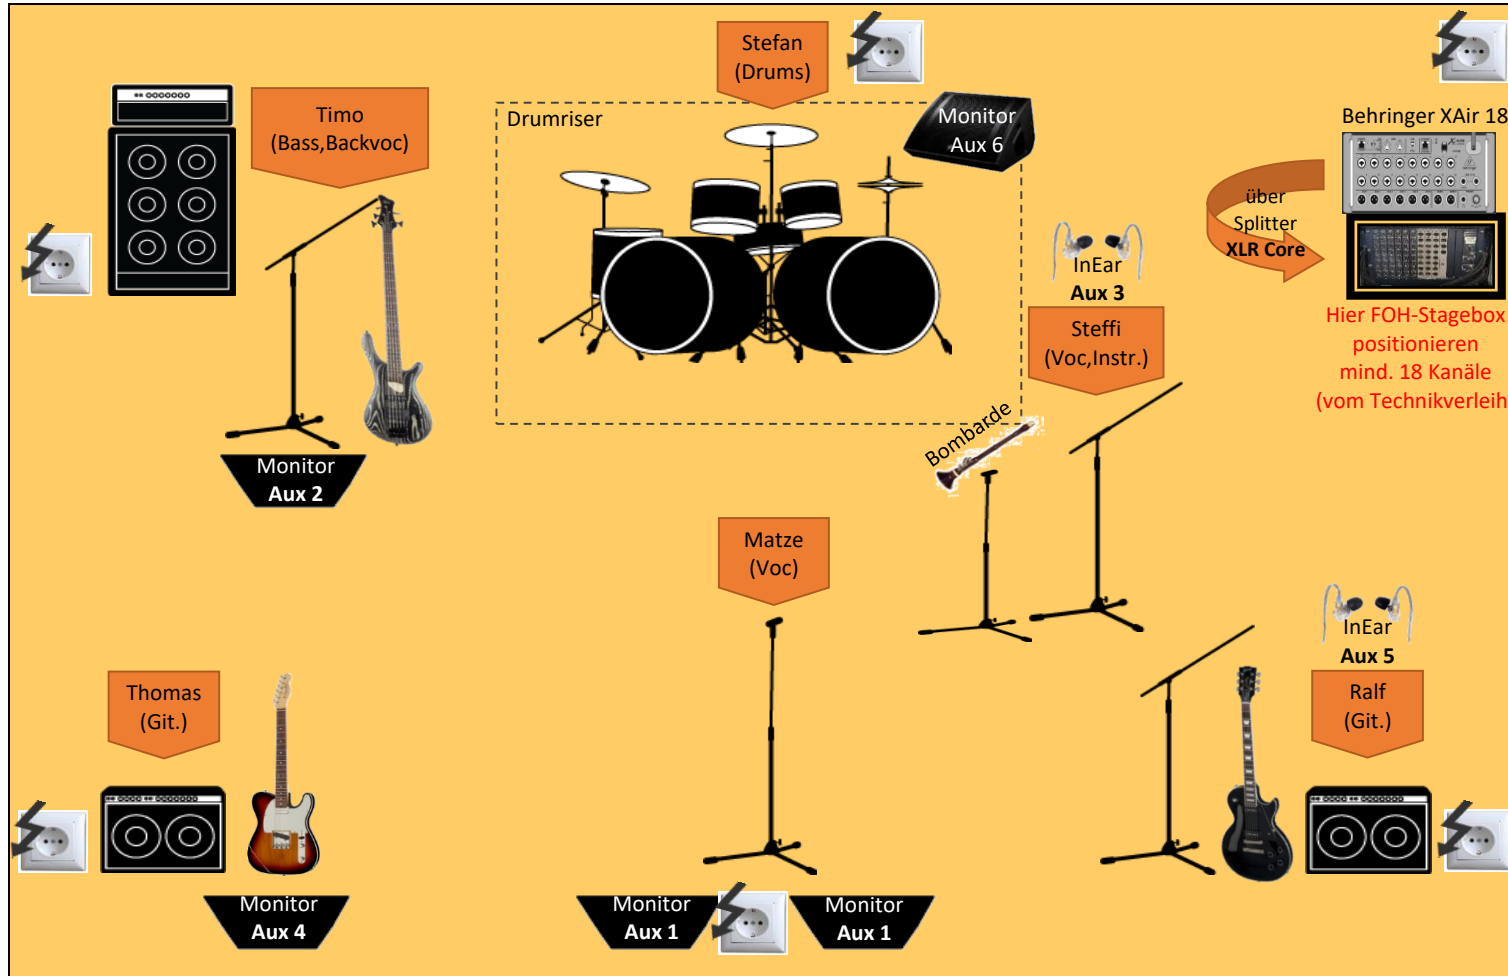 Stefan
(Drums)
Timo
(Bass,Backvoc)
Drumriser
Monitor
Aux 6
Behringer XAir 18
über
Splitter
XLR Core
InEar
Aux 3
Steffi
(Voc,Instr.)
Hier FOH-Stagebox
positionieren
mind. 18 Kanäle
(vom Technikverleih
Bombarde
Monitor
Aux 2
Matze
(Voc)
InEar
Aux 5
Ralf
(Git.)
Thomas
(Git.)
Monitor
Aux 4
Monitor
Aux 1
Monitor
Aux 1